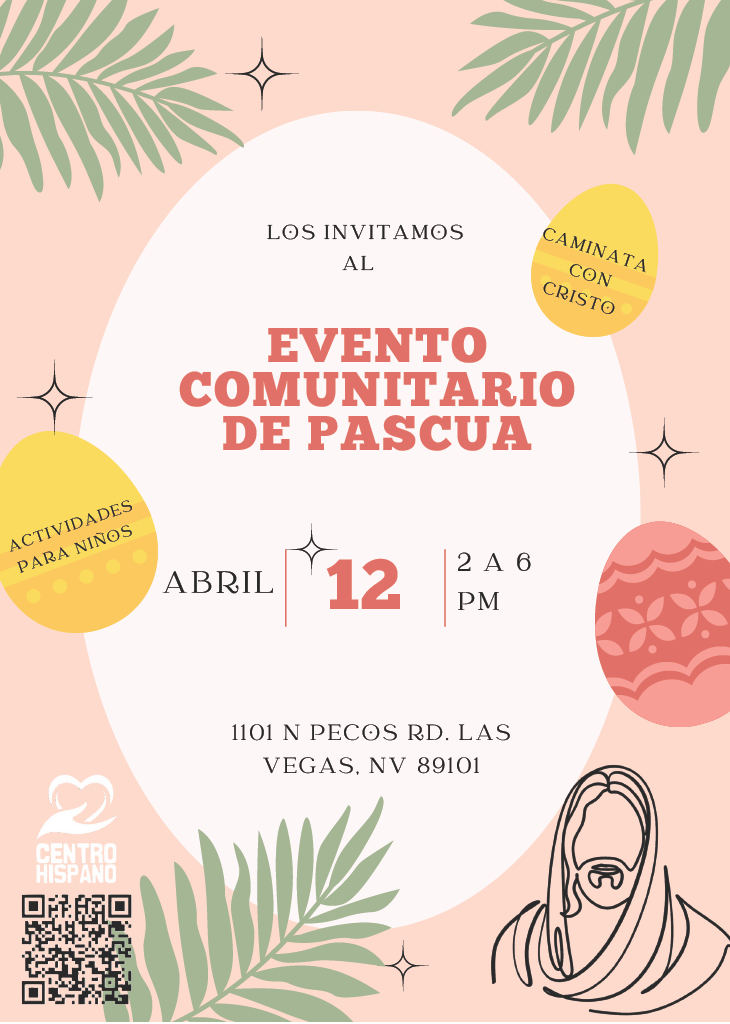 LOS INVITAMOS
AL
CAMINATA
CON
CRISTO
EVENTO
COMUNITARIO
DE PASCUA
ACTIVIDADES
PARA NIÑOS
ABRIL
12
2 A 6
PM
1101 N PECOS RD. LAS
VEGAS, NV 89101
CENTRO
HISPANO